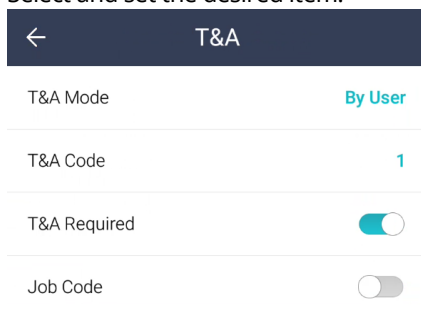 Select and set the desired item.
T&A
T&A Mode By User
T&A Code 1
T&A Required
Job Code